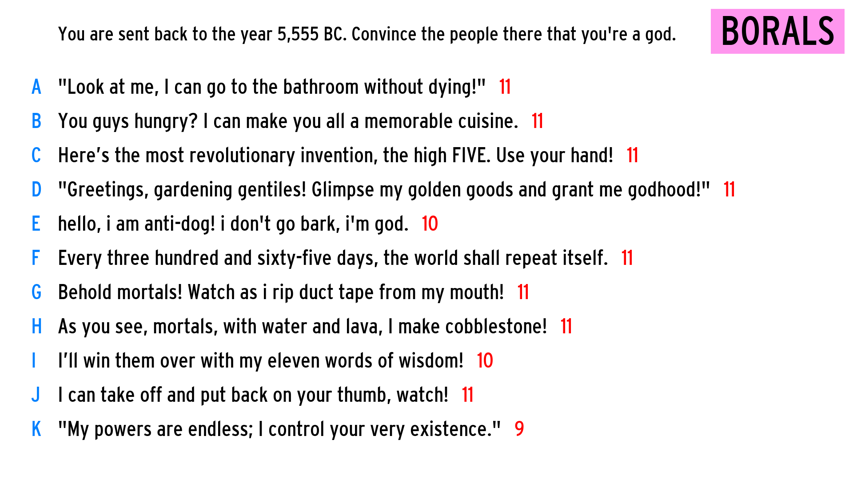 You are sent back to the year 5,555 BC. Convince the people there that you're a god.
BORALS
A "Look at me, I can go to the bathroom without dying!" 11
B You guys hungry? I can make you all a memorable cuisine. 11
C Here's the most revolutionary invention, the high FIVE. Use your hand! 11
D "Greetings, gardening gentiles! Glimpse my golden goods and grant me godhood!" 11
E hello, i am anti-dog! i don't go bark, i'm god. 10
F Every three hundred and sixty-five days, the world shall repeat itself. 11
G Behold mortals! Watch as i rip duct tape from my mouth! 11
H As you see, mortals, with water and lava, I make cobblestone! 11
I I'll win them over with my eleven words of wisdom! 10
J I can take off and put back on your thumb, watch! 11
K "My powers are endless; I control your very existence." 9